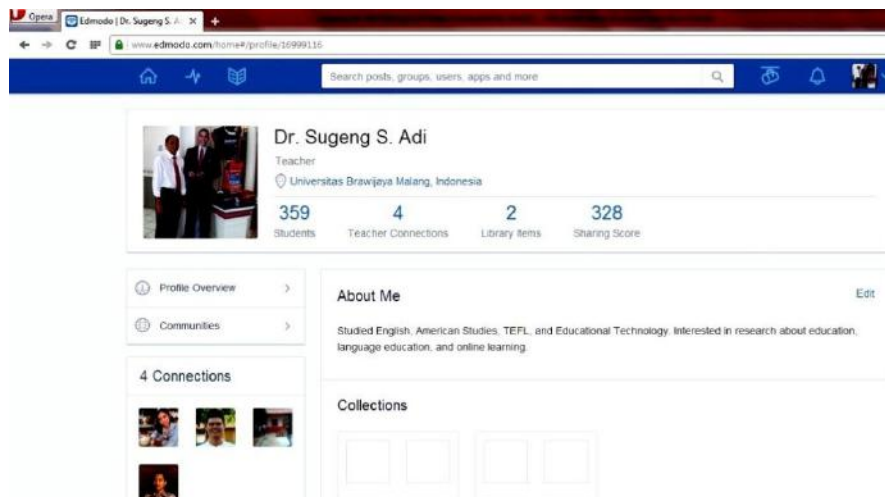 Opera
Edmodo | Dr. Sugeng S. A
www.edmodo.com/home#/profile/16999116
Search posts, groups, users, apps and more
Dr. Sugeng S. Adi
Teacher
Universitas Brawijaya Malang, Indonesia
359 4 2 328
Students Teacher Connections Library Items Sharing Score
Profile Overview
Communities
4 Connections
About Me
Edit
Studied English, American Studies, TEFL, and Educational Technology. Interested in research about education,
language education, and online learning.
Collections